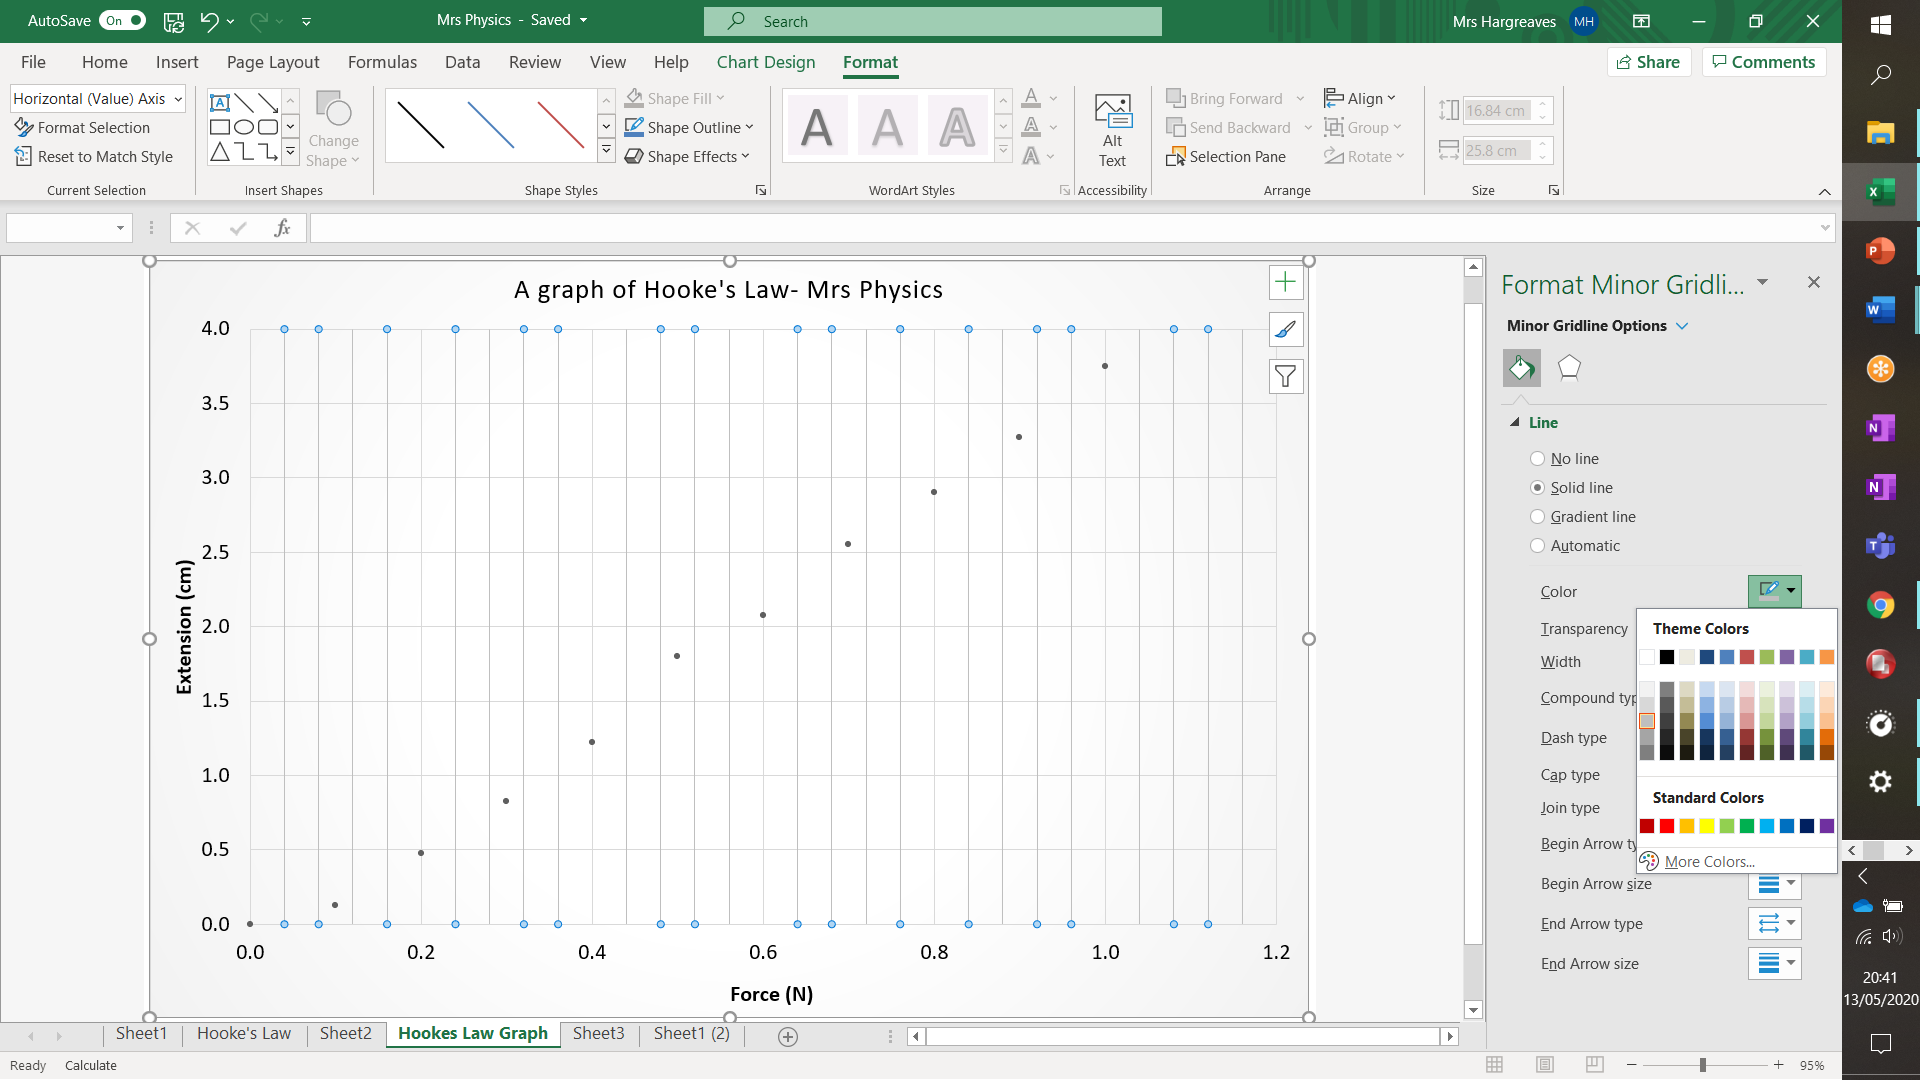 AutoSave On Mrs Physics - Saved Search Mrs Hargreaves MH
File Home Insert Page Layout Formulas Data Review View Help Chart Design Format Share Comments
Horizontal (Value) Axis
Format Selection
Reset to Match Style
Current Selection
Change
Shape
Insert Shapes
Shape Fill
Shape Outline
Shape Effects
Shape Styles
A A A
WordArt Styles
Alt
Text
Accessibility
Bring Forward
Send Backward
Selection Pane
Align
Group
Rotate
Arrange
16.84 cm
25.8 cm
Size
fx
A graph of Hooke's Law- Mrs Physics
4.0
3.5
3.0
2.5
2.0
1.5
1.0
0.5
0.0
Extension (cm)
0.0 0.2 0.4 0.6 0.8 1.0 1.2
Force (N)
Format Minor Gridli...
Minor Gridline Options
Line
No line
Solid line
Gradient line
Automatic
Color
Transparency
Width
Compound typ
Dash type
Cap type
Join type
Begin Arrow ty
Begin Arrow size
End Arrow type
End Arrow size
Theme Colors
Standard Colors
More Colors...
Sheet1 Hooke's Law Sheet2 Hookes Law Graph Sheet3 Sheet1 (2)
Ready Calculate 95%
20:41
13/05/2020